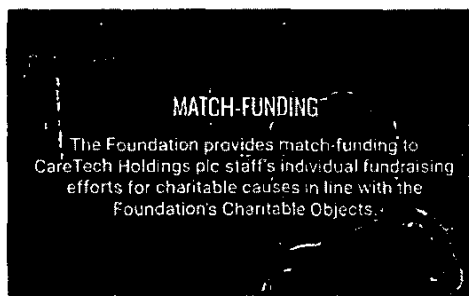 MATCH-FUNDING
The Foundation provides match-funding to
CareTech Holdings plc staff's individual fundraising
efforts for charitable causes in line with the
Foundation's Charitable Objects.